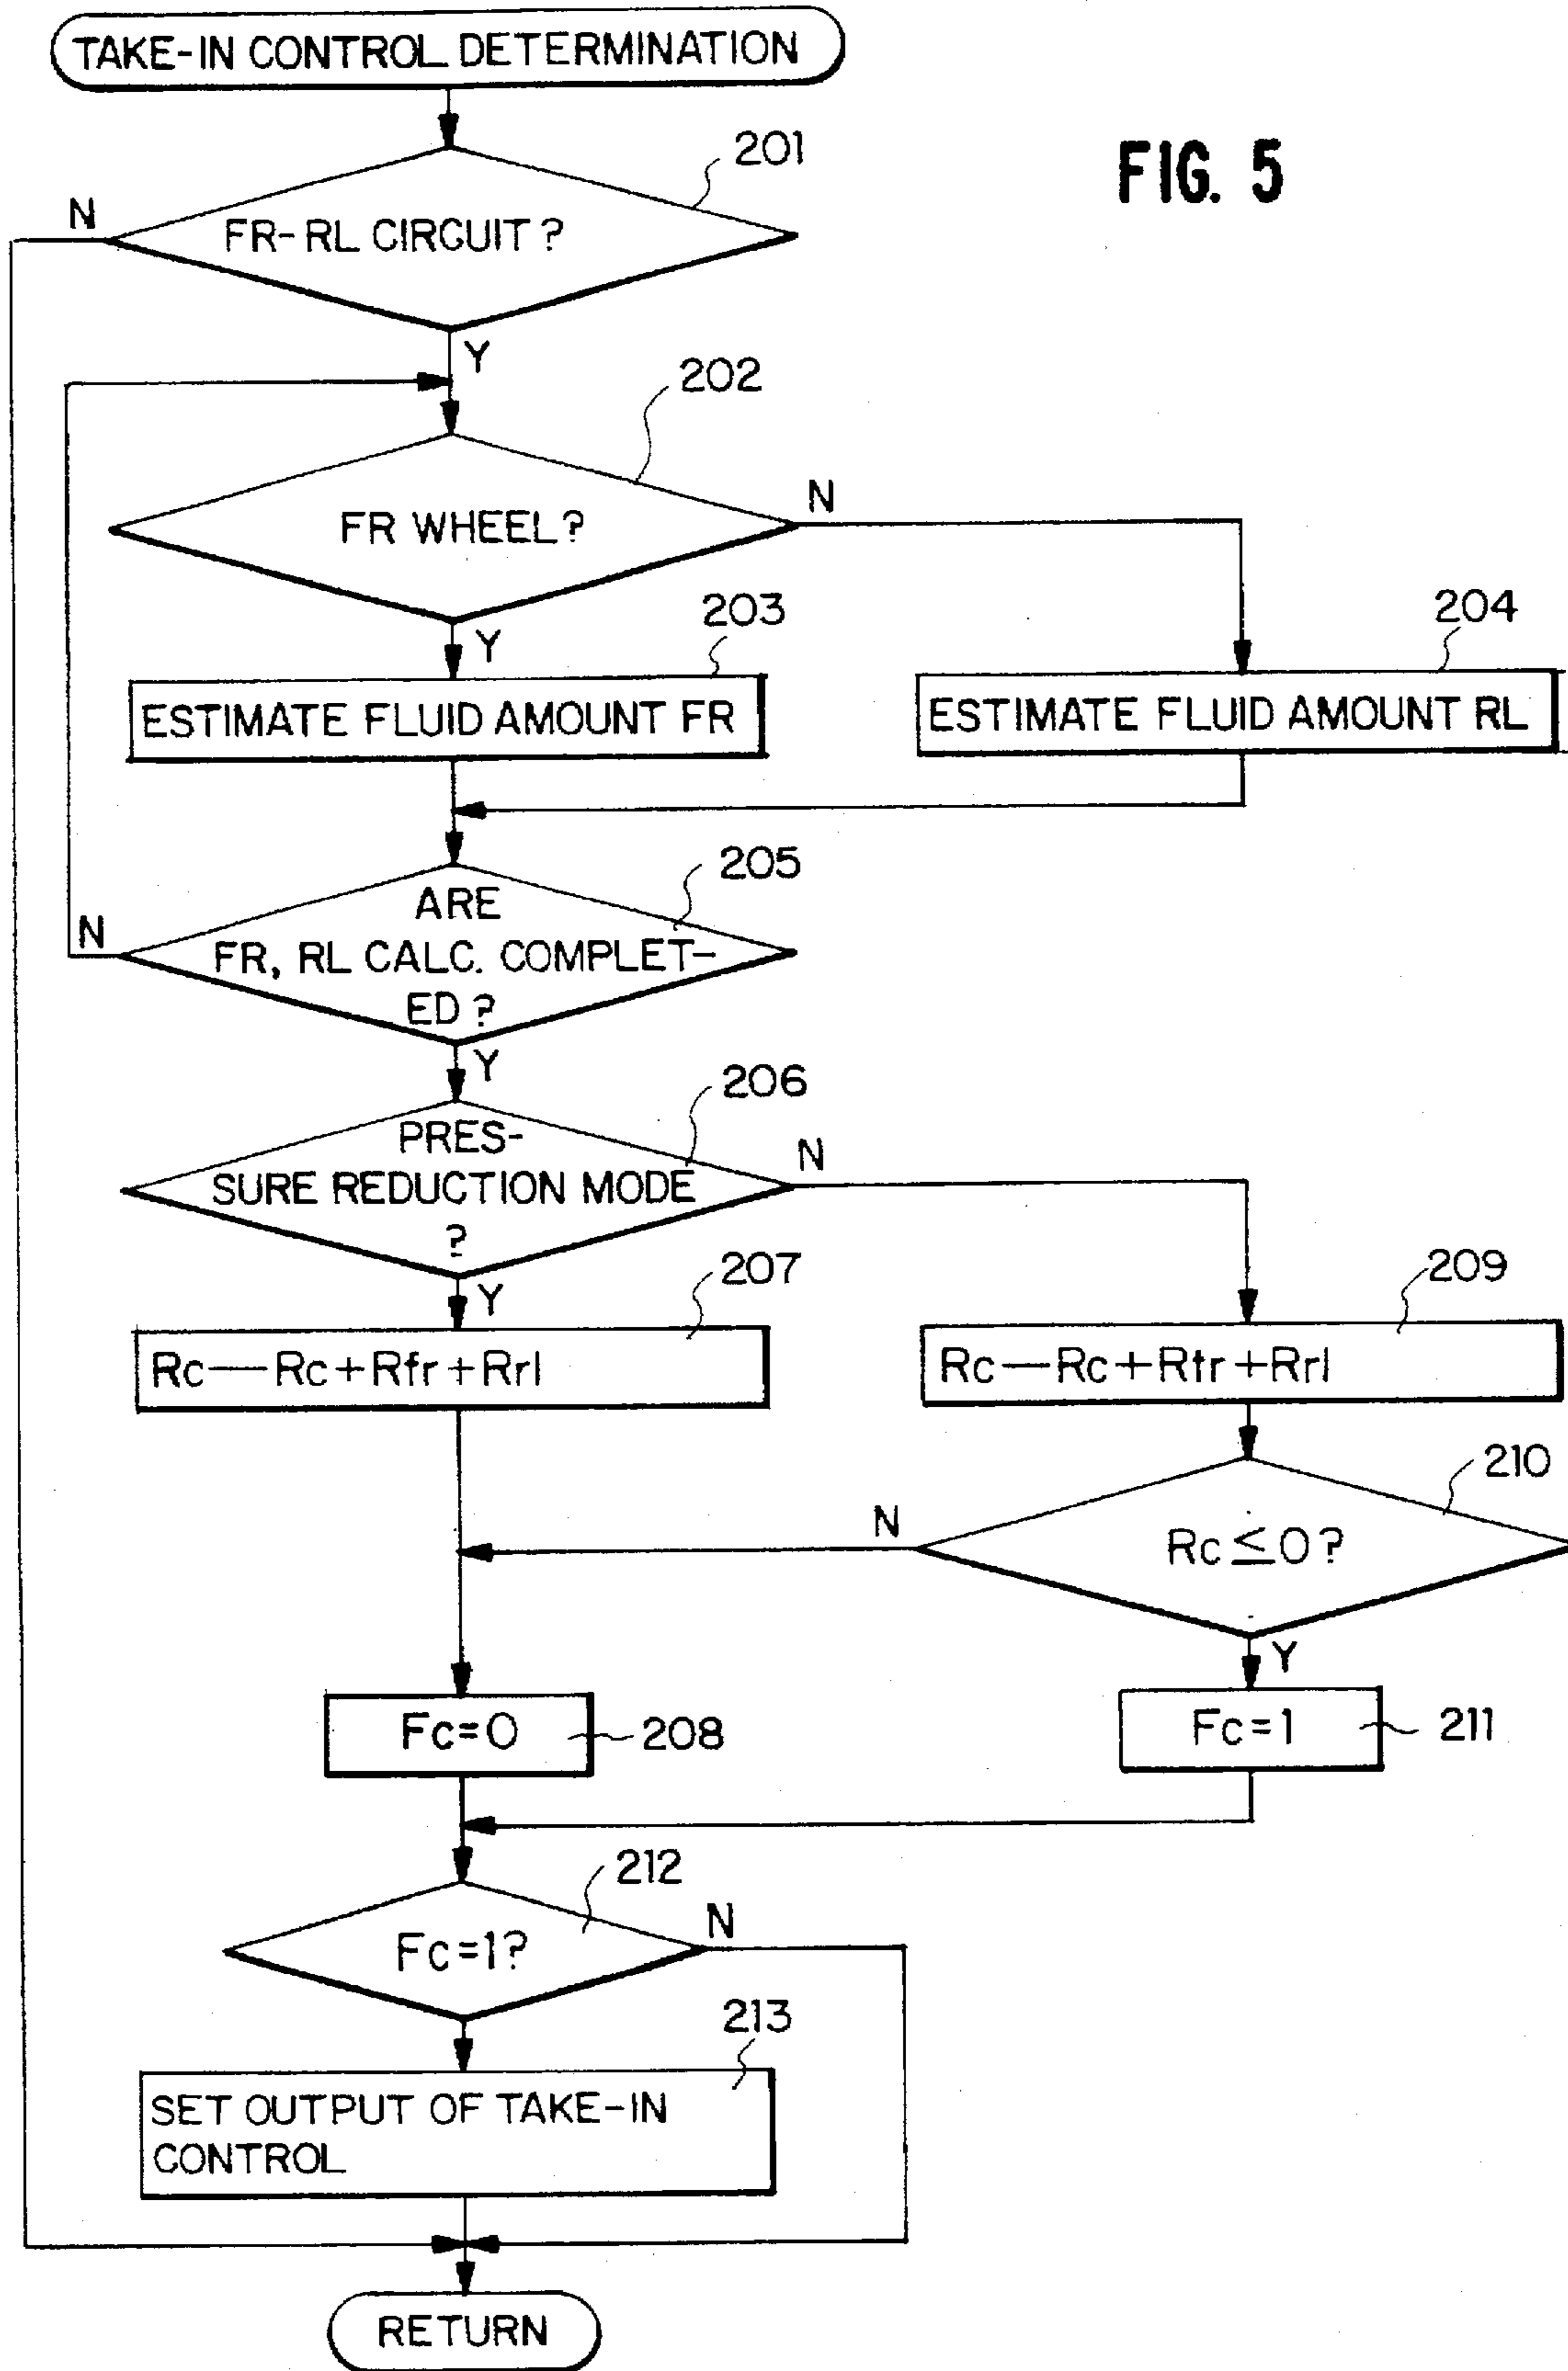 TAKE-IN CONTROL DETERMINATION
FIG. 5
201
N
FR-RL CIRCUIT?
Y
202
FR WHEEL?
N
203
Y
204
ESTIMATE FLUID AMOUNT FR
ESTIMATE FLUID AMOUNT RL
205
ARE
N
FR, RL CALC. COMPLET-
ED?
Y
206
PRES-
N
SURE REDUCTION MODE
?
207
Y
209
Rc—Rc+Rfr+Rrl
Rc—Rc+Rfr+Rrl
210
N
Rc≤0?
Y
Fc=0
208
Fc=1
211
212
N
Fc=1?
213
SET OUTPUT OF TAKE-IN
CONTROL
RETURN